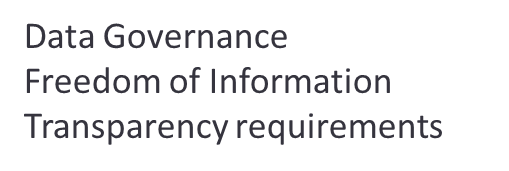 Data Governance
Freedom of Information
Transparency requirements